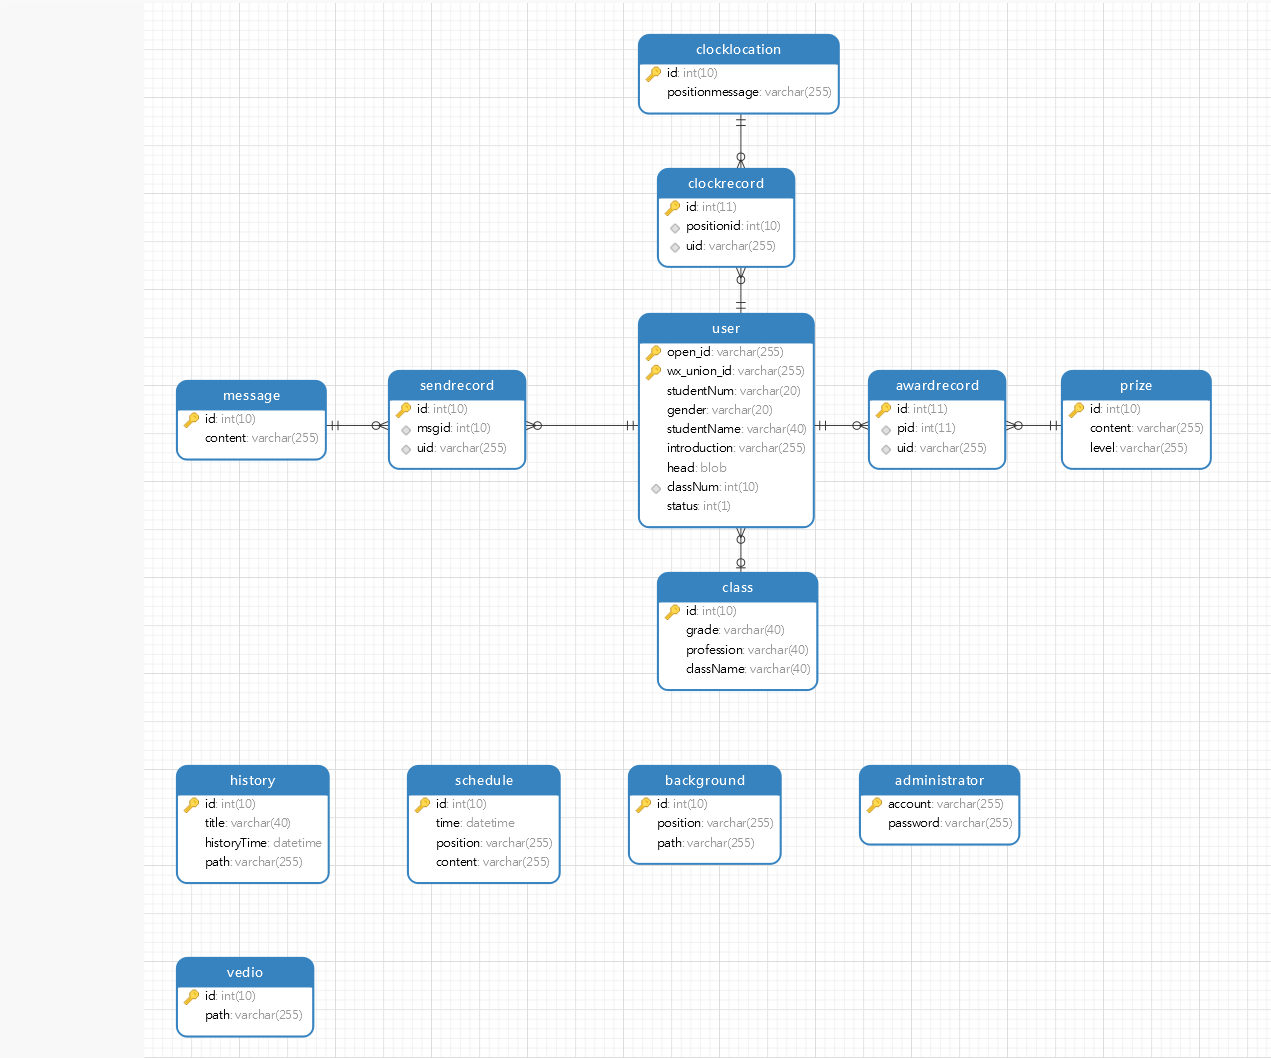 clocklocation
id: int(10)
positionmessage: varchar(255)
clockrecord
id: int(11)
positionid: int(10)
uid: varchar(255)
user
open_id: varchar(255)
wx_union_id: varchar(255)
studentNum: varchar(20)
gender: varchar(20)
studentName: varchar(40)
introduction: varchar(255)
head: blob
classNum: int(10)
status: int(1)
message
id: int(10)
content: varchar(255)
sendrecord
id: int(10)
msgid: int(10)
uid: varchar(255)
awardrecord
id: int(11)
pid: int(11)
uid: varchar(255)
prize
id: int(10)
content: varchar(255)
level: varchar(255)
class
id: int(10)
grade: varchar(40)
profession: varchar(40)
className: varchar(40)
history
id: int(10)
title: varchar(40)
historyTime: datetime
path: varchar(255)
schedule
id: int(10)
time: datetime
position: varchar(255)
content: varchar(255)
background
id: int(10)
position: varchar(255)
path: varchar(255)
administrator
account: varchar(255)
password: varchar(255)
vedio
id: int(10)
path: varchar(255)